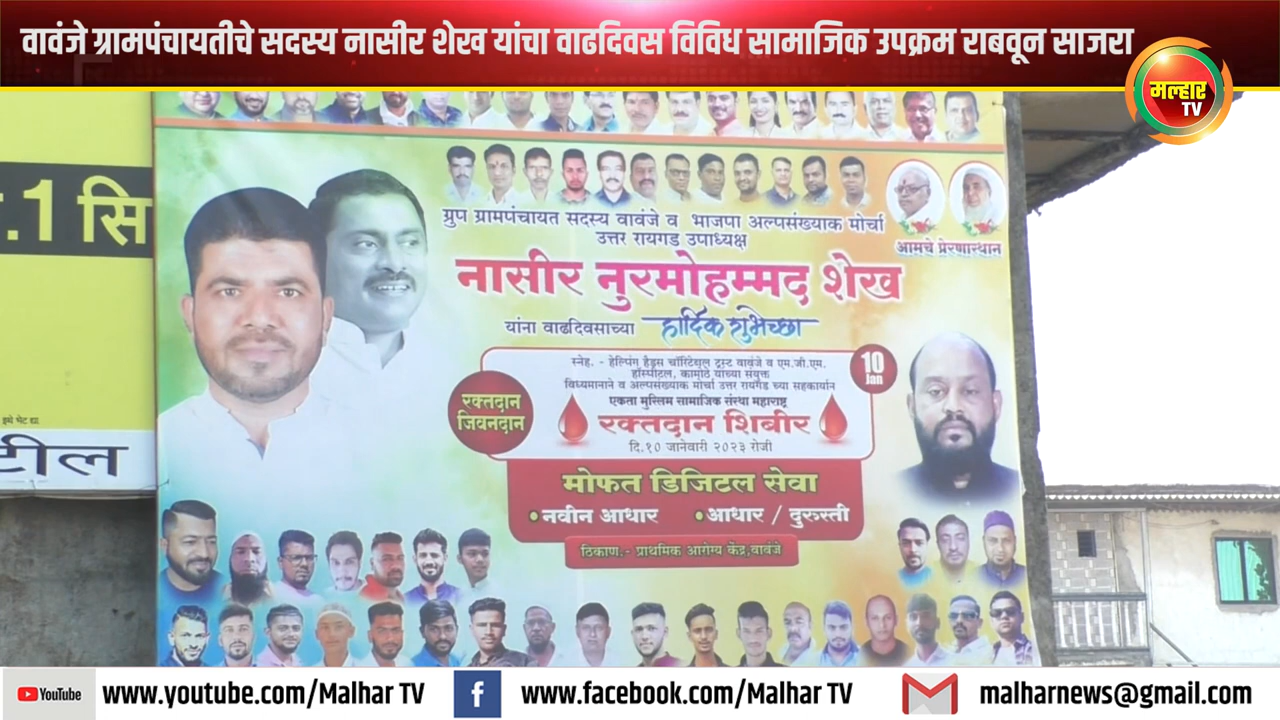 वावंजे ग्रामपंचायतीचे सदस्य नासीर शेख यांचा वाढदिवस विविध सामाजिक उपक्रम राबवून साजरा
मल्हार
TV
.1 सि
इथे भेट द्या
टील
ग्रुप ग्रामपंचायत सदस्य वावंजे व भाजपा अल्पसंख्याक मोर्चा
उत्तर रायगड उपाध्यक्ष
आमचे प्रेरणास्थान
नासीर नुरमोहम्मद शेख
यांना वाढदिवसाच्या हार्दिक शुभेच्छा
10
Jan
स्नेह. - हेल्पिंग हँड्स चॅरिटेबुल ट्रस्ट वावंजे व एम.जी.एम.
हॉस्पीटल, कामोठे यांच्या संयुक्त
विध्यमानाने व अल्पसंख्याक मोर्चा उत्तर रायगड च्या सहकार्याने
एकता मुस्लिम सामाजिक संस्था महाराष्ट्र
रक्तदान
जिवनदान
रक्तदान शिबीर
दि.१० जानेवारी २०२३ रोजी
मोफत डिजिटल सेवा
• नवीन आधार • आधार / दुरुस्ती
ठिकाण:- प्राथमिक आरोग्य केंद्र,वावंजे
YouTube www.youtube.com/Malhar TV
f www.facebook.com/Malhar TV
malharnews@gmail.com